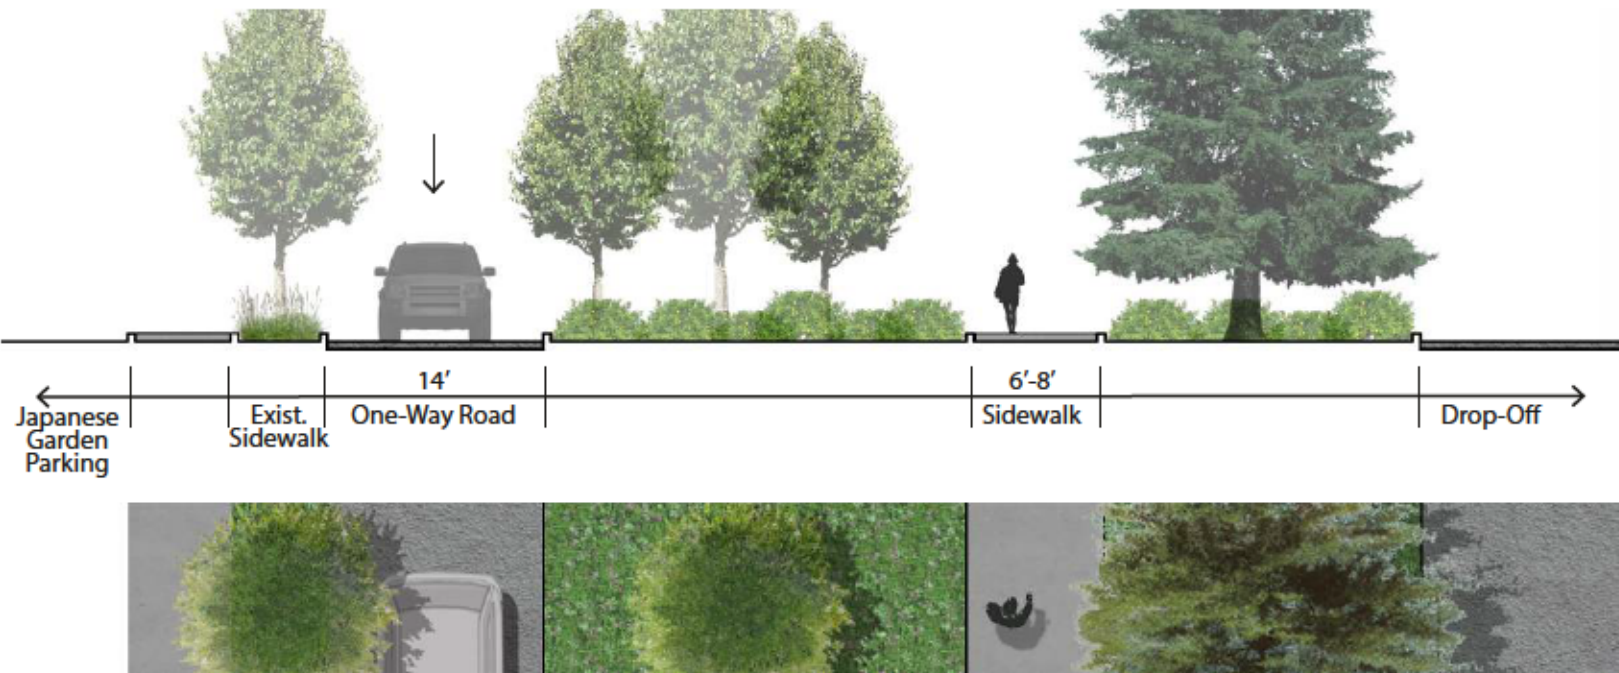 14′
6′-8′
Japanese
Garden
Parking
Exist.
Sidewalk
One-Way Road
Sidewalk
Drop-Off